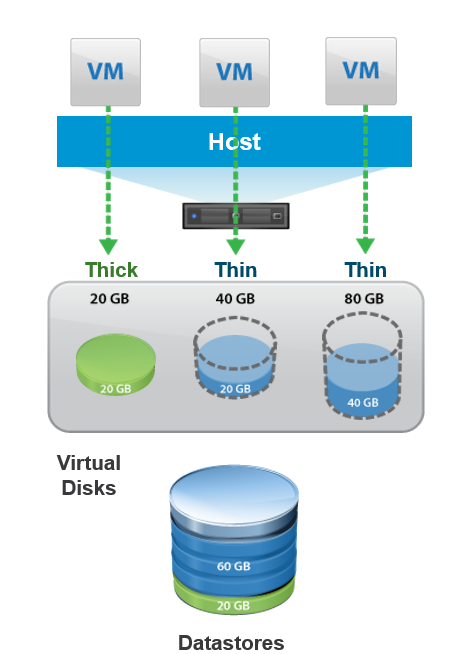 VM
VM
VM
Host
Thick
Thin
Thin
20 GB
40 GB
80 GB
20 GB
20 GB
40 GB
Virtual
Disks
60 GB
20 GB
Datastores